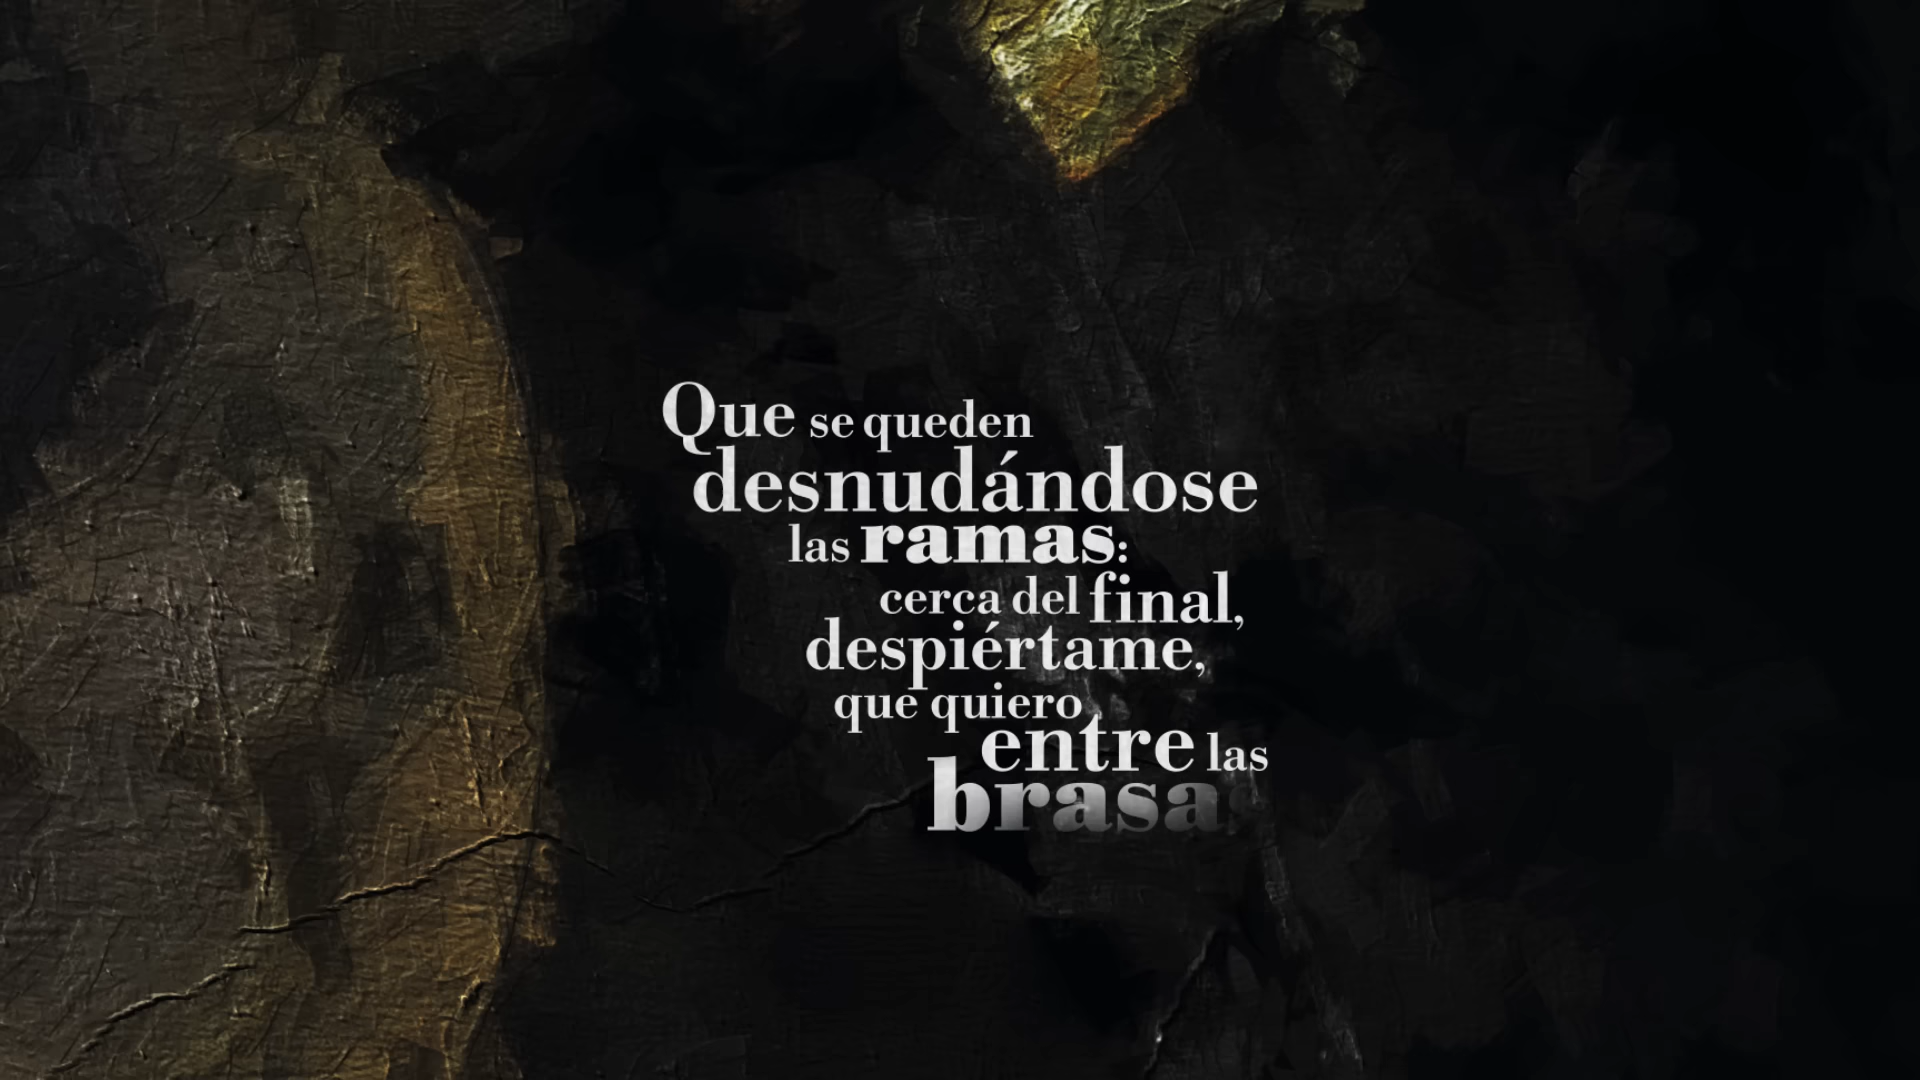 Que se queden
desnudándose
las ramas:
cerca del final,
despiértame,
que quiero
entre las
brasas